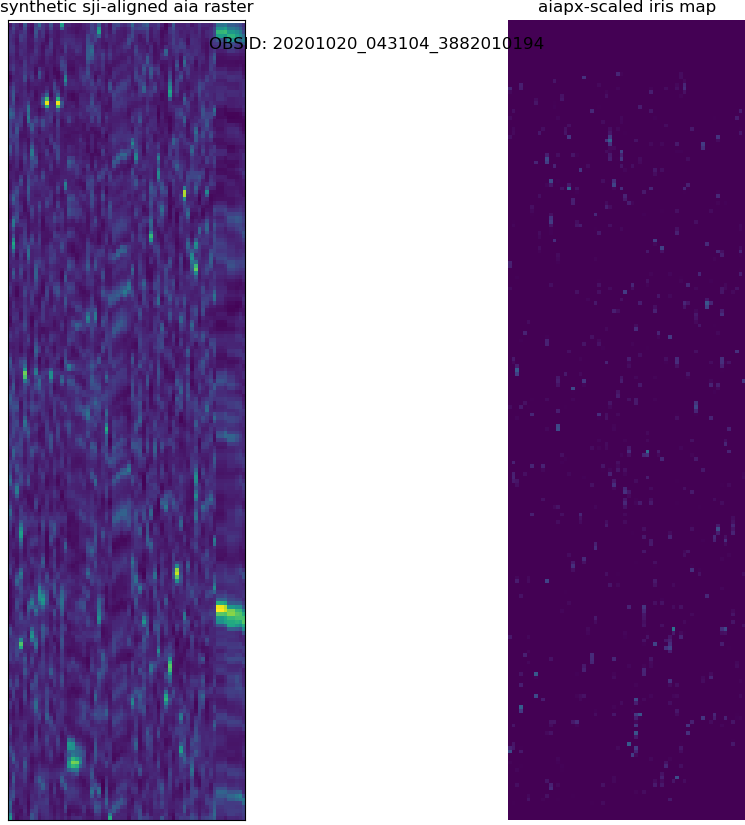 synthetic sji-aligned aia raster
aiapx-scaled iris map
OBSID: 20201020_043104_3882010194